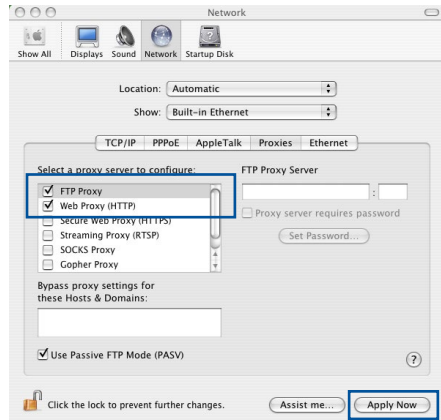 Network
Show All Displays Sound Network Startup Disk
Location: Automatic
Show: Built-in Ethernet
TCP/IP PPPoE AppleTalk Proxies Ethernet
Select a proxy server to configure: FTP Proxy Server
FTP Proxy
Web Proxy (HTTP)
:
Secure Web Proxy (HTTPS)
Proxy server requires password
Streaming Proxy (RTSP)
Set Password...
SOCKS Proxy
Gopher Proxy
Bypass proxy settings for
these Hosts & Domains:
Use Passive FTP Mode (PASV)
?
Click the lock to prevent further changes. Assist me... Apply Now